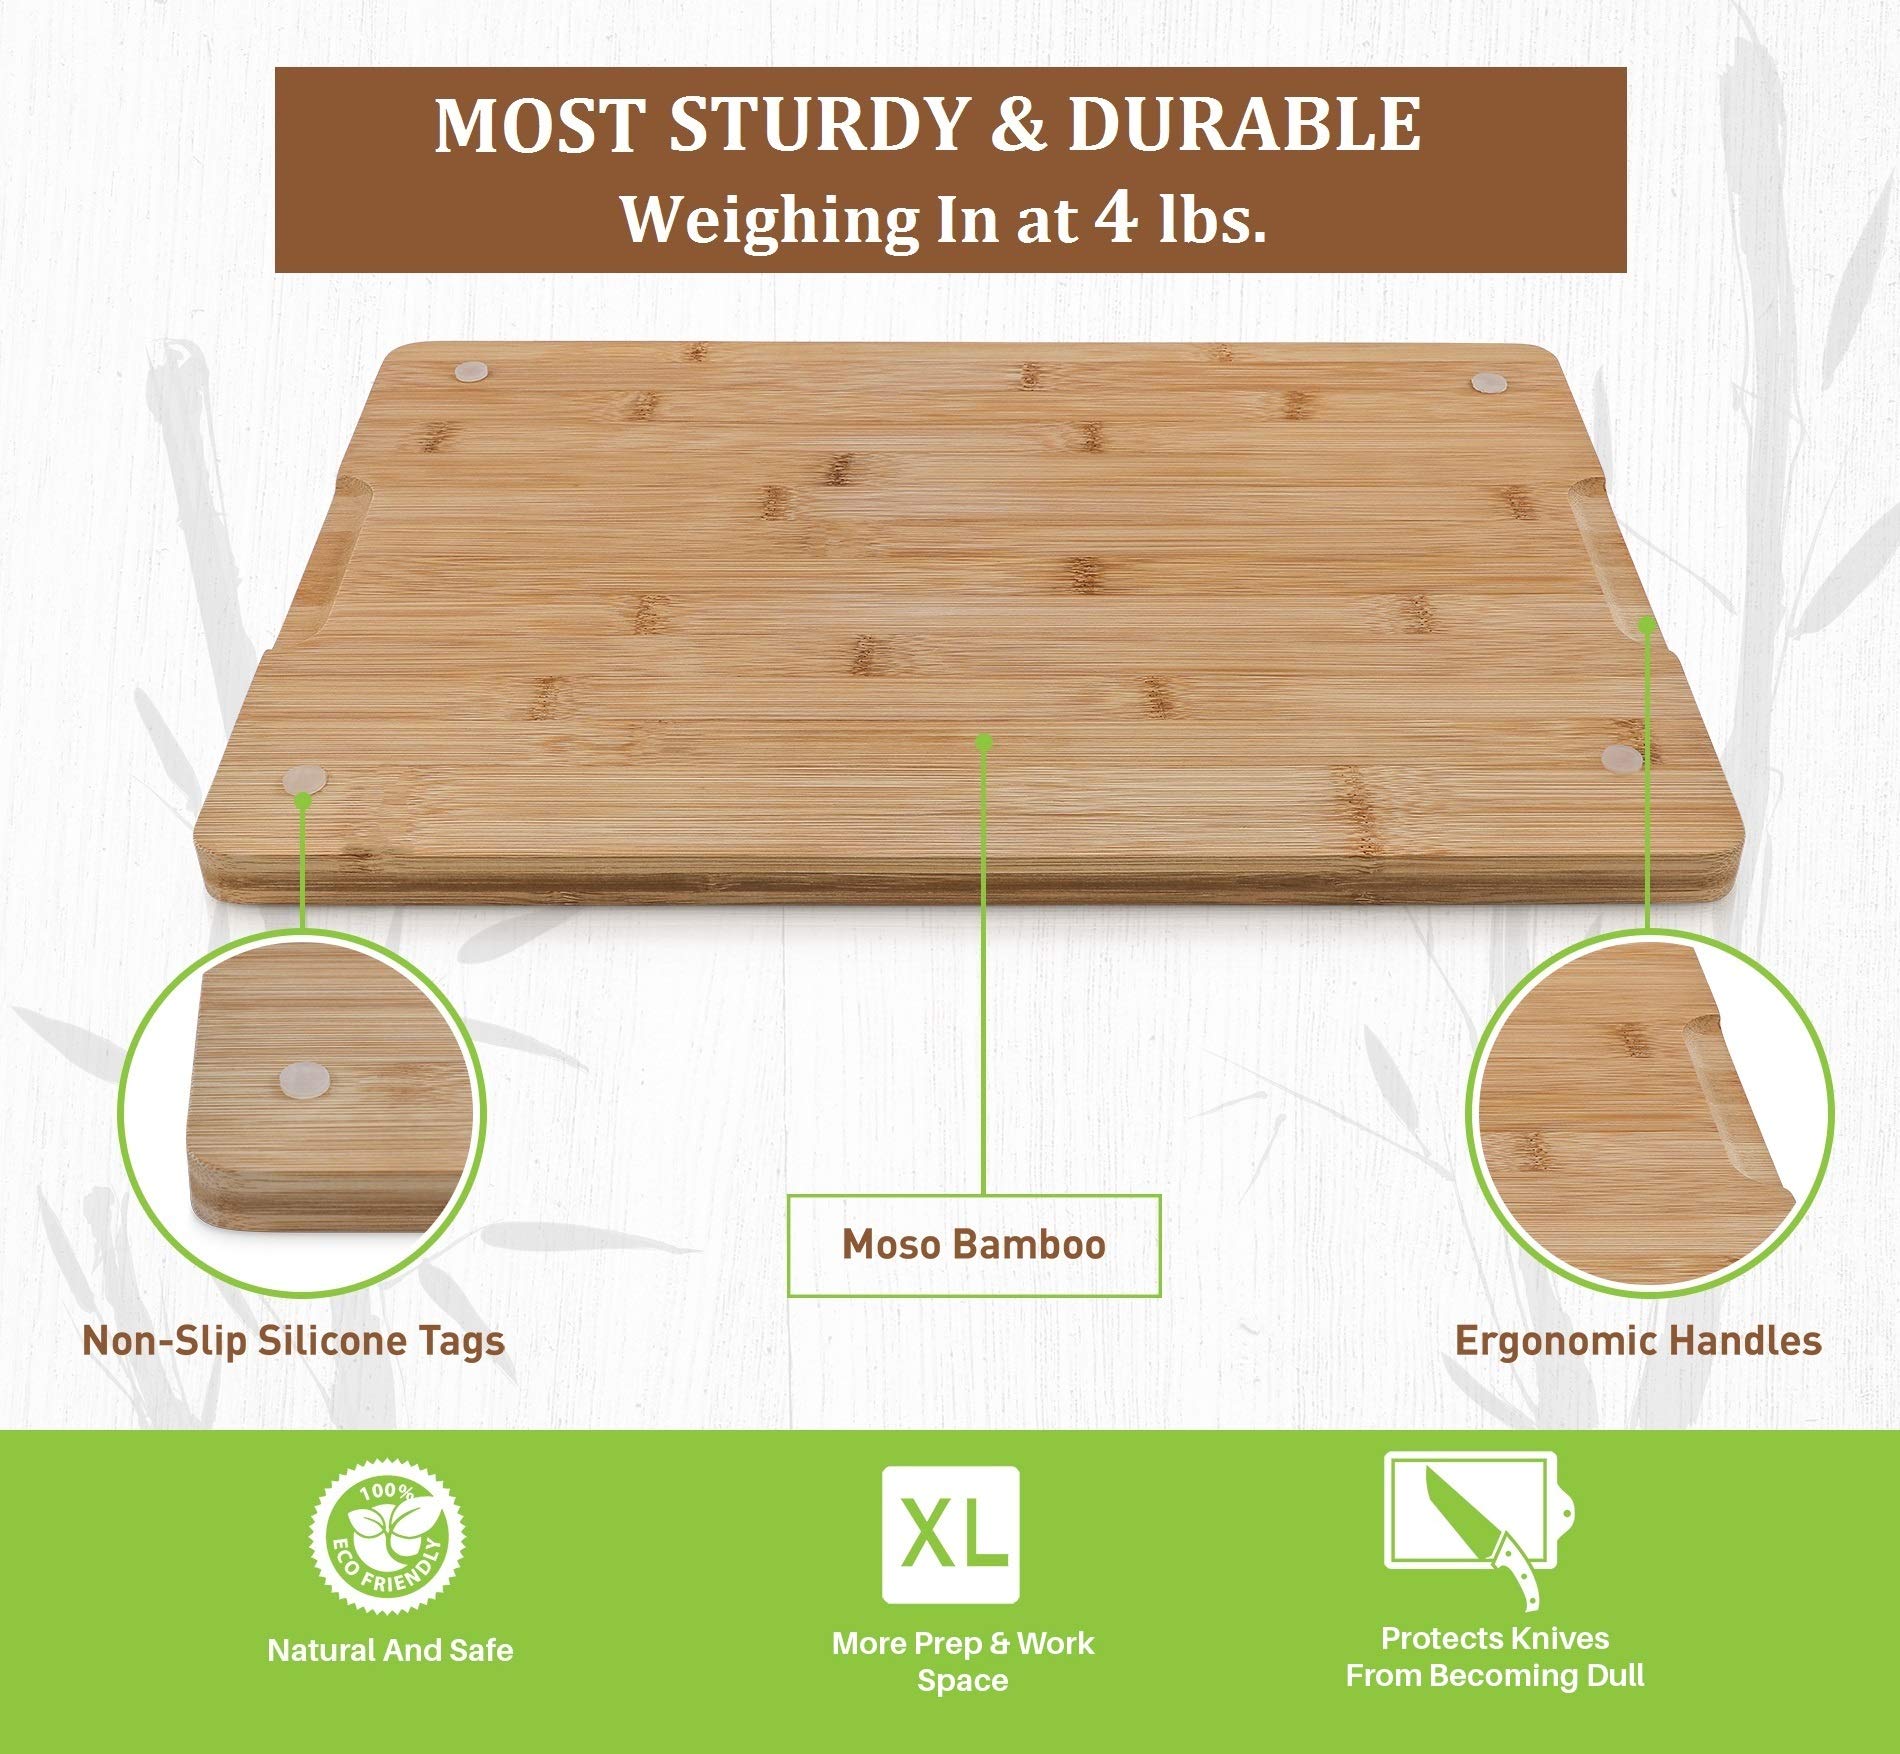 MOST STURDY & DURABLE
Weighing In at 4 lbs.
Moso Bamboo
Non-Slip Silicone Tags
Ergonomic Handles
100%
ECO FRIENDLY
Natural And Safe
XL
More Prep & Work
Space
Protects Knives
From Becoming Dull